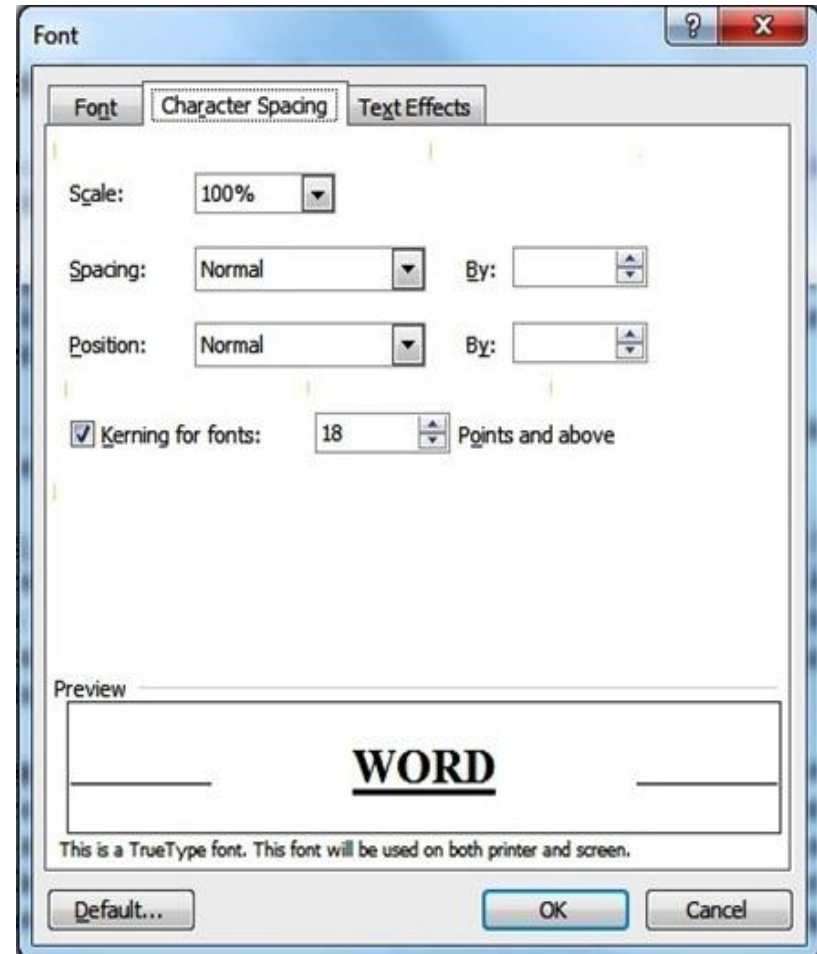 Font
Font Character Spacing Text Effects
Scale: 100%
Spacing: Normal By:
Position: Normal By:
Kerning for fonts: 18 Points and above
Preview
WORD
This is a TrueType font. This font will be used on both printer and screen.
Default... OK Cancel